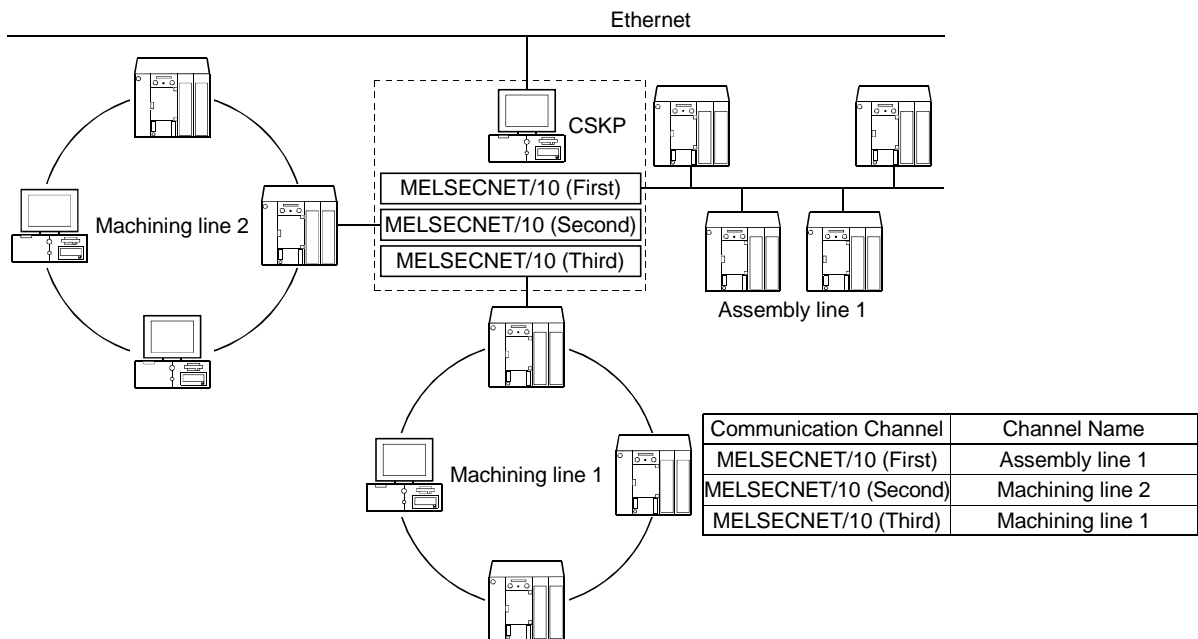 Ethernet
CSKP
MELSECNET/10 (First)
MELSECNET/10 (Second)
MELSECNET/10 (Third)
Machining line 2
Assembly line 1
Machining line 1
Communication Channel Channel Name
MELSECNET/10 (First) Assembly line 1
MELSECNET/10 (Second) Machining line 2
MELSECNET/10 (Third) Machining line 1